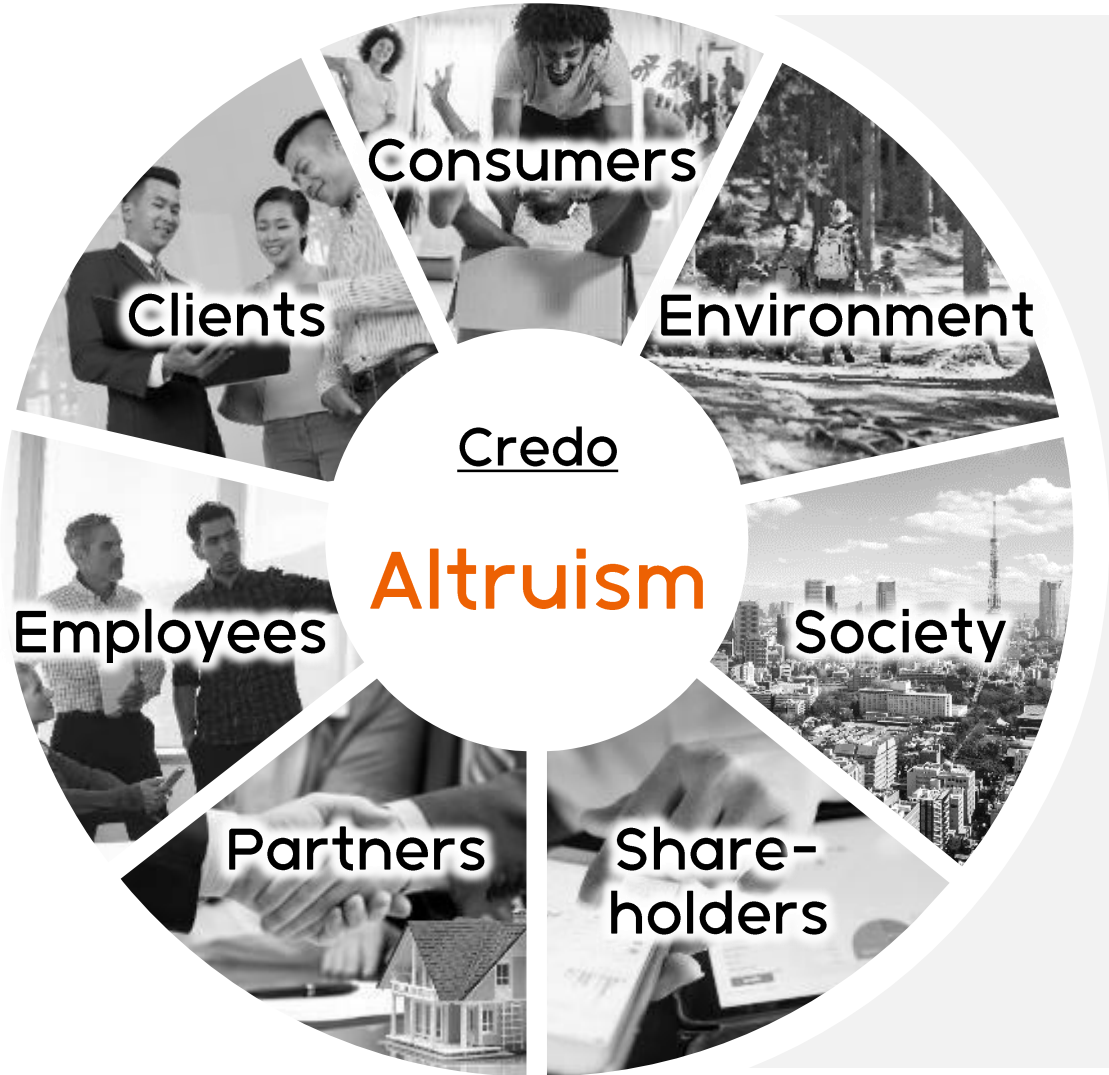 Consumers
Clients
Environment
Credo
Altruism
Employees
Society
Partners
Share-
holders